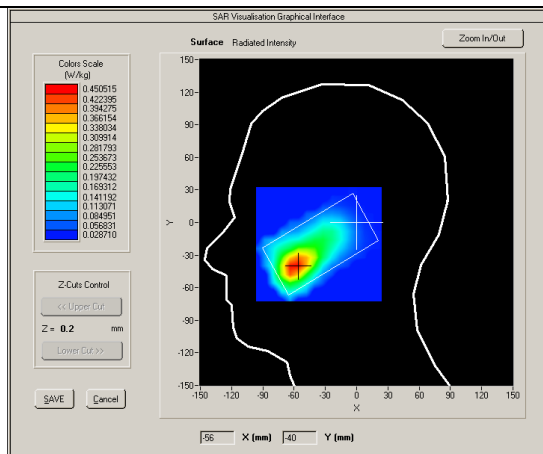 SAR Visualisation Graphical Interface
Surface Radiated Intensity
Zoom In/Out
Colors Scale
(W/kg)
0.450515
0.422395
0.394275
0.366154
0.338034
0.309914
0.281793
0.253673
0.225553
0.197432
0.169312
0.141192
0.113071
0.084951
0.056831
0.028710
Z-Cuts Control
<< Upper Cut
Z = 0.2 mm
Lower Cut >>
SAVE Cancel
150
120
90
60
30
0
-30
-60
-90
-120
-150
Y
-150 -120 -90 -60 -30 0 30 60 90 120 150
X
-56 X (mm) -40 Y (mm)